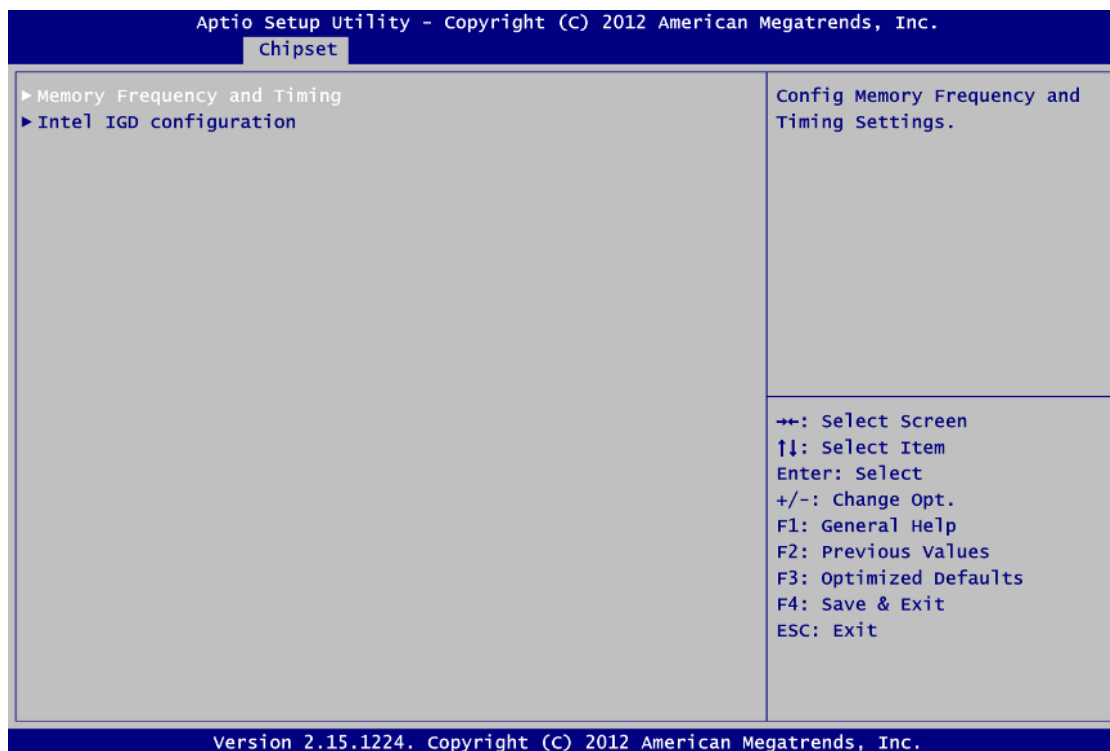 Aptio Setup Utility - Copyright (C) 2012 American Megatrends, Inc.
Chipset
▶Memory Frequency and Timing
▶Intel IGD configuration
Config Memory Frequency and
Timing Settings.
→←: Select Screen
↑↓: Select Item
Enter: Select
+/-: Change Opt.
F1: General Help
F2: Previous Values
F3: Optimized Defaults
F4: Save & Exit
ESC: Exit
Version 2.15.1224. Copyright (C) 2012 American Megatrends, Inc.